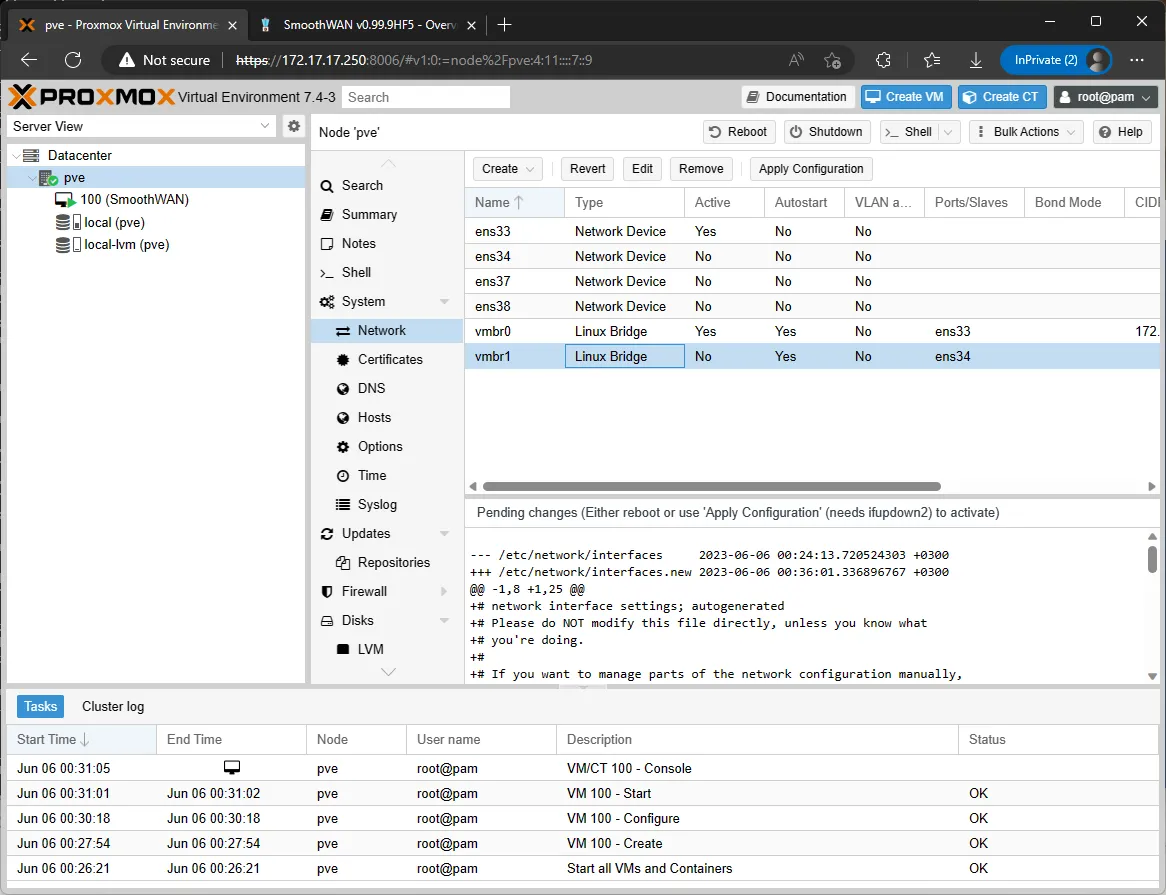 pve - Proxmox Virtual Environme
SmoothWAN v0.99.9HF5 - Overv
Not secure https://172.17.17.250:8006/#v1:0:=node%2Fpve:4:11::::7::9 InPrivate (2)
PROXMOX Virtual Environment 7.4-3 Search Documentation Create VM Create CT root@pam
Server View
Node 'pve' Reboot Shutdown Shell Bulk Actions Help
Datacenter
pve
100 (SmoothWAN)
local (pve)
local-lvm (pve)
Search
Summary
Notes
Shell
System
Network
Certificates
DNS
Hosts
Options
Time
Syslog
Updates
Repositories
Firewall
Disks
LVM
Create Revert Edit Remove Apply Configuration
Name Type Active Autostart VLAN a... Ports/Slaves Bond Mode CIDR
ens33 Network Device Yes No No
ens34 Network Device No No No
ens37 Network Device No No No
ens38 Network Device No No No
vmbr0 Linux Bridge Yes Yes No ens33 172.
vmbr1 Linux Bridge No Yes No ens34
Pending changes (Either reboot or use 'Apply Configuration' (needs ifupdown2) to activate)
--- /etc/network/interfaces 2023-06-06 00:24:13.720524303 +0300
+++ /etc/network/interfaces.new 2023-06-06 00:36:01.336896767 +0300
@@ -1,8 +1,25 @@
+# network interface settings; autogenerated
+# Please do NOT modify this file directly, unless you know what
+# you're doing.
+#
+# If you want to manage parts of the network configuration manually,
Tasks Cluster log
Start Time End Time Node User name Description Status
Jun 06 00:31:05 pve root@pam VM/CT 100 - Console
Jun 06 00:31:01 Jun 06 00:31:02 pve root@pam VM 100 - Start OK
Jun 06 00:30:18 Jun 06 00:30:18 pve root@pam VM 100 - Configure OK
Jun 06 00:27:54 Jun 06 00:27:54 pve root@pam VM 100 - Create OK
Jun 06 00:26:21 Jun 06 00:26:21 pve root@pam Start all VMs and Containers OK